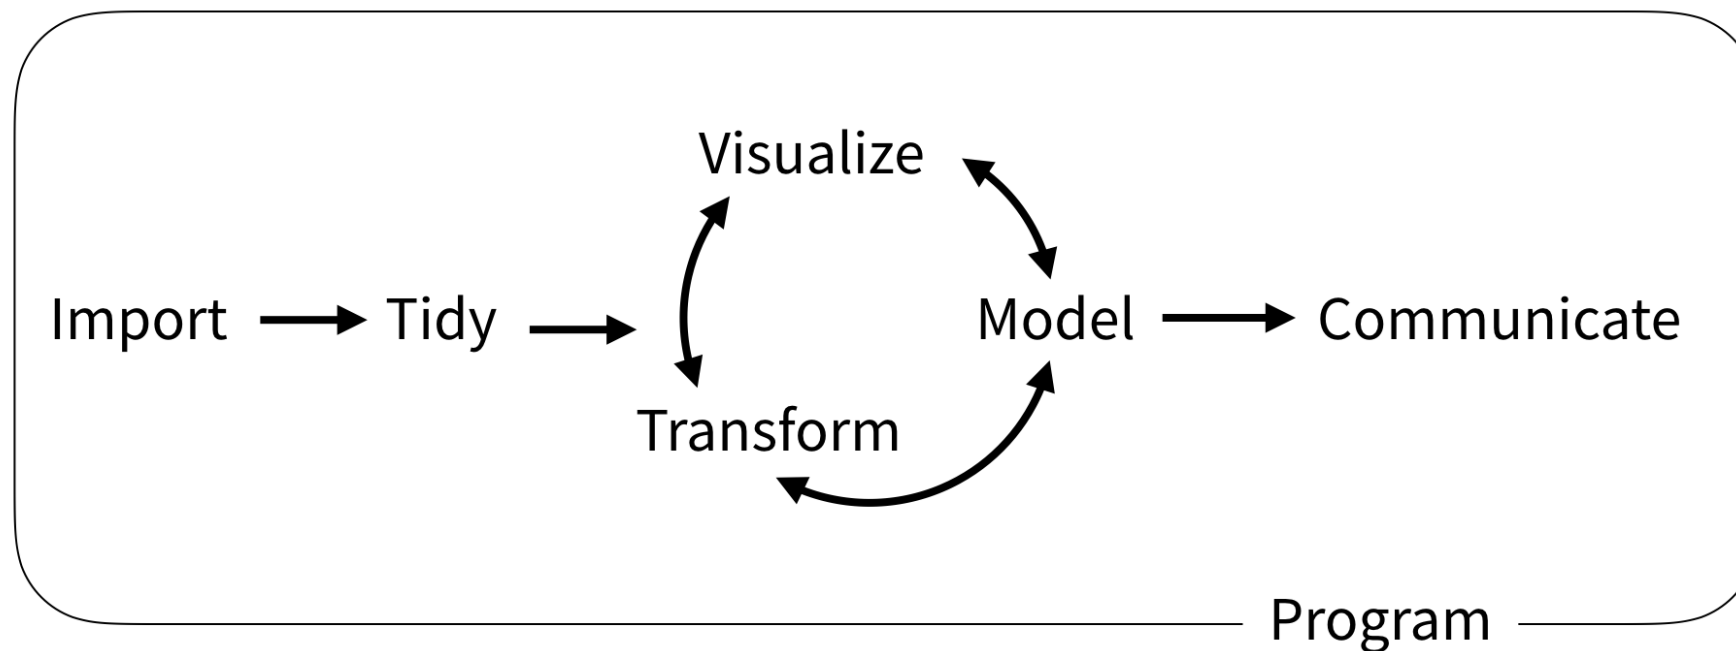 Visualize
Import
Tidy
Model
Communicate
Transform
Program